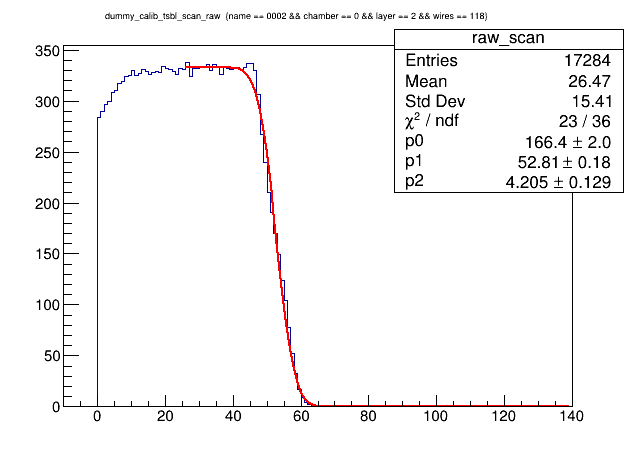 dummy_calib_tsbl_scan_raw (name == 0002 && chamber == 0 && layer == 2 && wires == 118)
raw_scan
Entries 17284
Mean 26.47
Std Dev 15.41
χ² / ndf 23 / 36
p0 166.4 ± 2.0
p1 52.81 ± 0.18
p2 4.205 ± 0.129
350
300
250
200
150
100
50
0
0 20 40 60 80 100 120 140